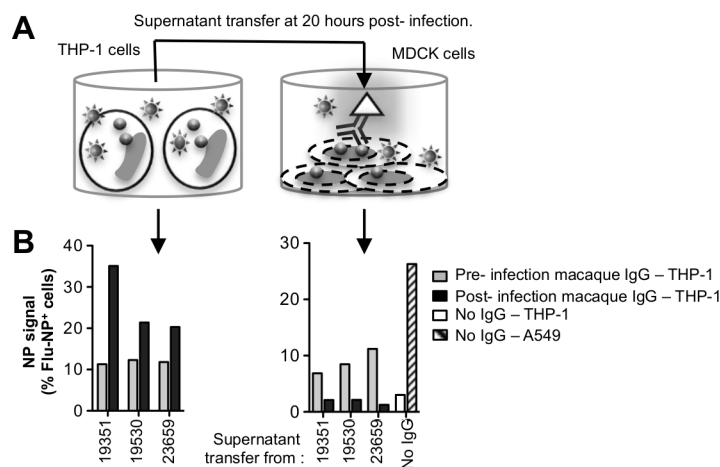 A
Supernatant transfer at 20 hours post- infection.
THP-1 cells
MDCK cells
B
NP signal
(% Flu-NP+ cells)
40
30
20
10
0
19351
19530
23659
30
20
10
0
Supernatant
transfer from :
19351
19530
23659
No IgG
Pre- infection macaque IgG – THP-1
Post- infection macaque IgG – THP-1
No IgG – THP-1
No IgG – A549